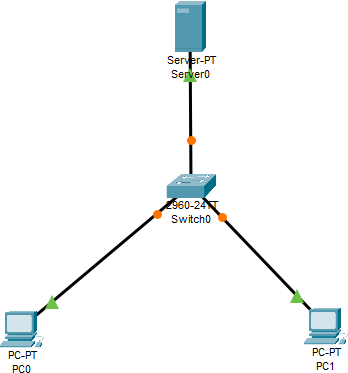 Server-PT
Server0
2960-24TT
Switch0
PC-PT
PC0
PC-PT
PC1